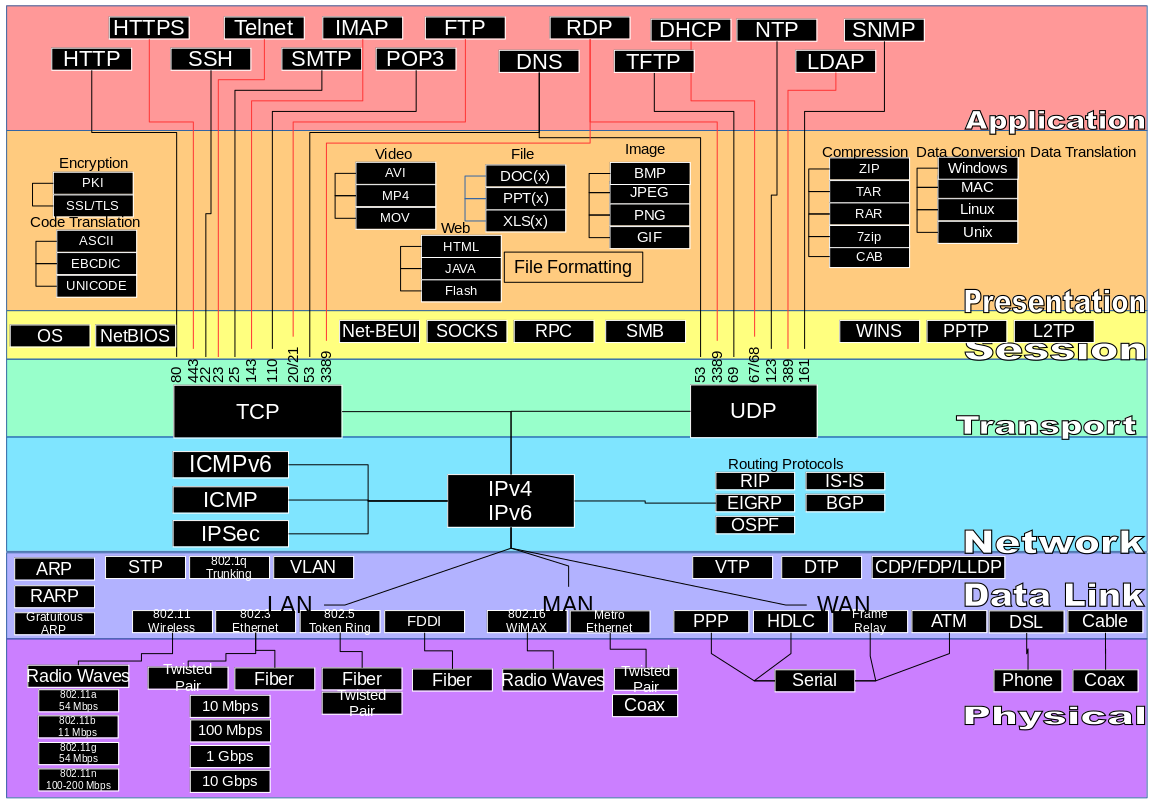 HTTPS
Telnet
IMAP
FTP
RDP
DHCP
NTP
SNMP
HTTP
SSH
SMTP
POP3
DNS
TFTP
LDAP
Application
Encryption
PKI
SSL/TLS
Code Translation
ASCII
EBCDIC
UNICODE
Video
AVI
MP4
MOV
File
DOC(x)
PPT(x)
XLS(x)
Image
BMP
JPEG
PNG
GIF
Web
HTML
JAVA
Flash
File Formatting
Compression
ZIP
TAR
RAR
7zip
CAB
Data Conversion
Windows
MAC
Linux
Unix
Data Translation
Presentation
OS
NetBIOS
Net-BEUI
SOCKS
RPC
SMB
WINS
PPTP
L2TP
Session
80
443
22
23
25
143
110
20/21
53
3389
53
3389
69
67/68
123
389
161
TCP
UDP
Transport
ICMPv6
ICMP
IPSec
IPv4
IPv6
Routing Protocols
RIP
IS-IS
EIGRP
BGP
OSPF
Network
ARP
RARP
Gratuitous
ARP
STP
802.1q
Trunking
VLAN
VTP
DTP
CDP/FDP/LLDP
Data Link
LAN
MAN
WAN
802.11
Wireless
802.3
Ethernet
802.5
Token Ring
FDDI
802.16
WiMAX
Metro
Ethernet
PPP
HDLC
Frame
Relay
ATM
DSL
Cable
Radio Waves
802.11a
54 Mbps
802.11b
11 Mbps
802.11g
54 Mbps
802.11n
100-200 Mbps
Twisted
Pair
Fiber
10 Mbps
100 Mbps
1 Gbps
10 Gbps
Fiber
Twisted
Pair
Fiber
Radio Waves
Twisted
Pair
Coax
Serial
Phone
Coax
Physical